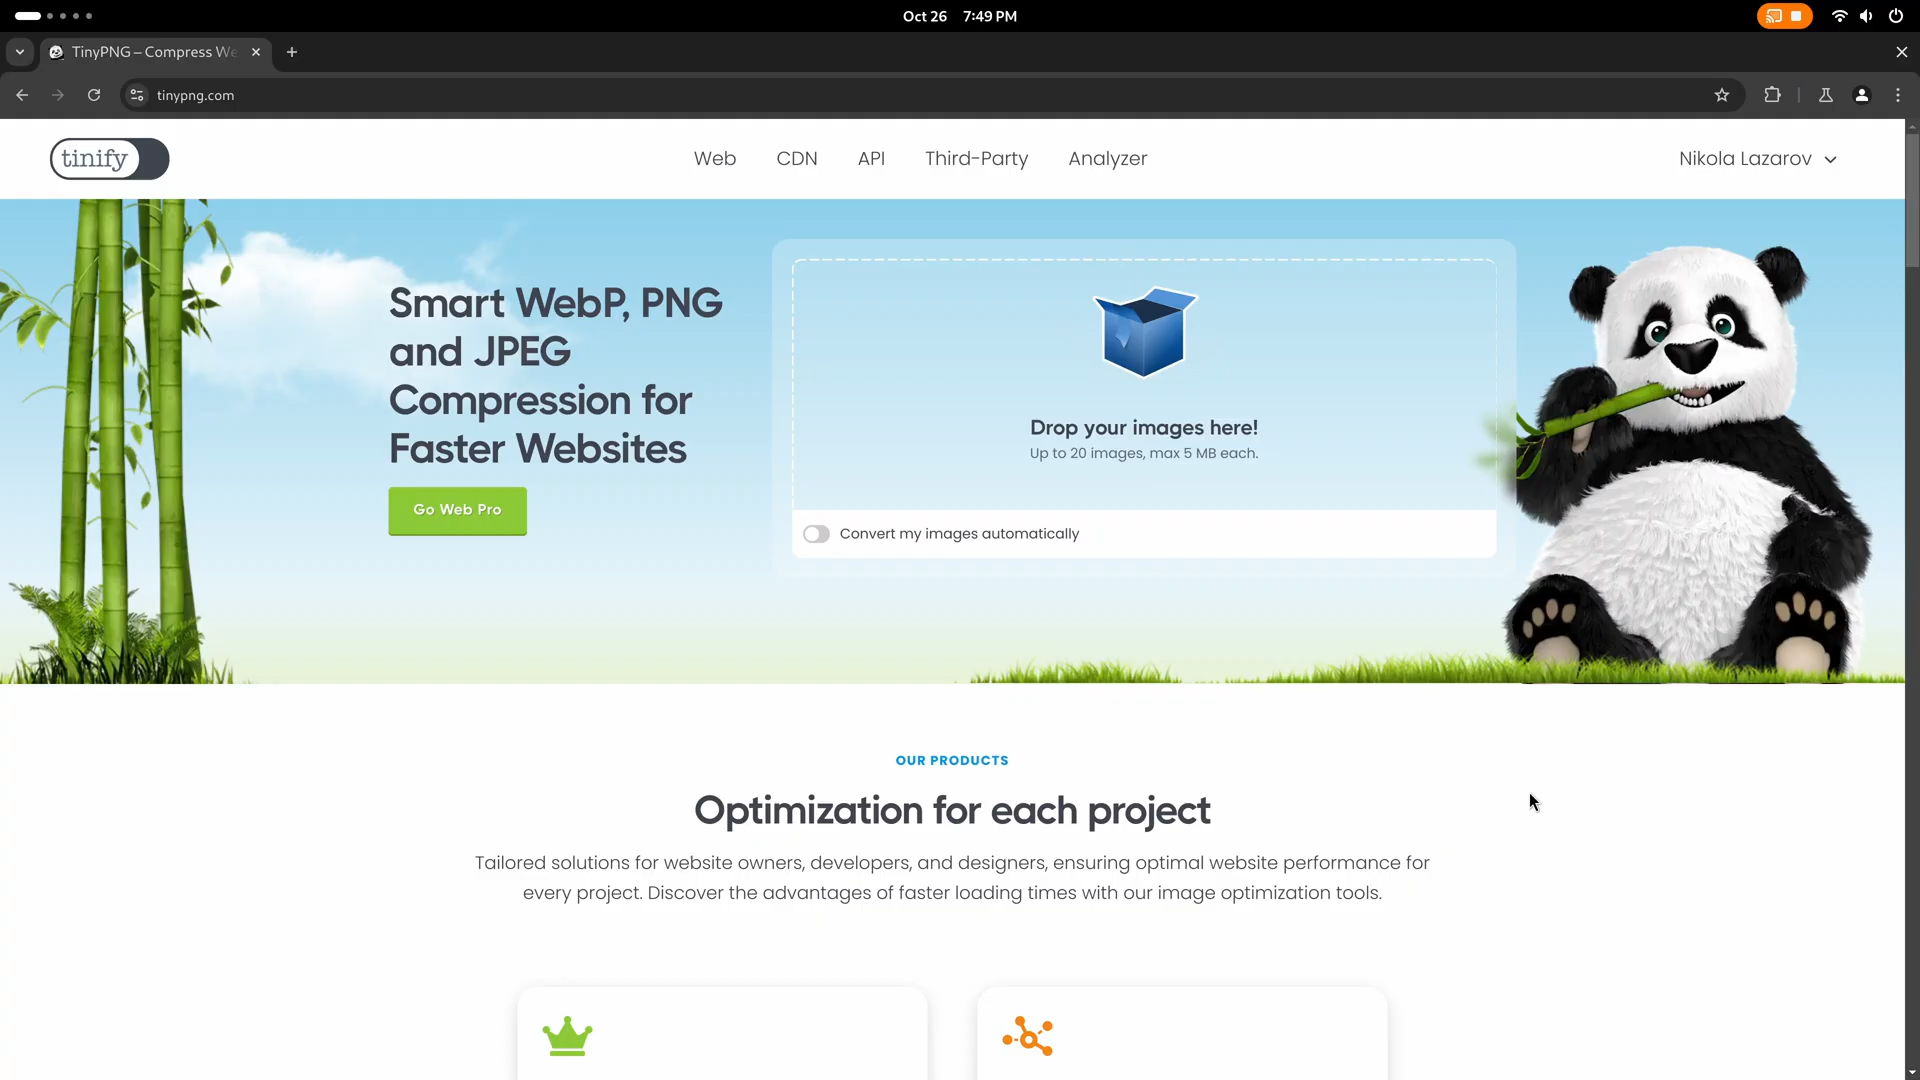 Oct 26 7:49 PM
TinyPNG – Compress We
tinypng.com
tinify
Web CDN API Third-Party Analyzer
Nikola Lazarov
Smart WebP, PNG
and JPEG
Compression for
Faster Websites
Go Web Pro
Drop your images here!
Up to 20 images, max 5 MB each.
Convert my images automatically
OUR PRODUCTS
Optimization for each project
Tailored solutions for website owners, developers, and designers, ensuring optimal website performance for
every project. Discover the advantages of faster loading times with our image optimization tools.